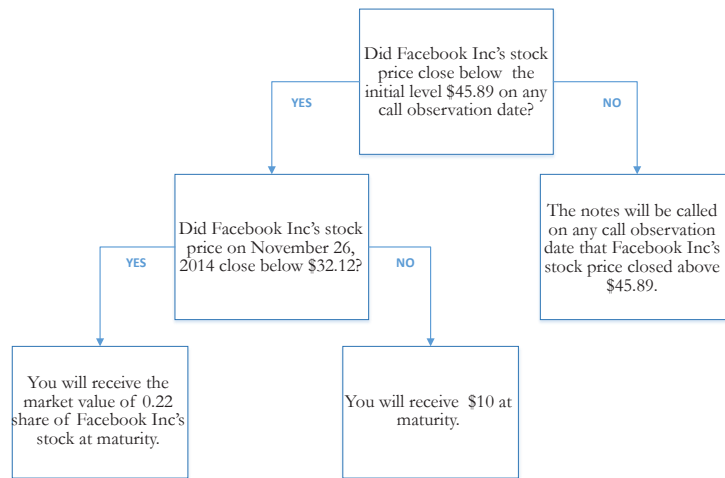 Did Facebook Inc's stock
price close below the
initial level $45.89 on any
call observation date?
YES
NO
Did Facebook Inc's stock
price on November 26,
2014 close below $32.12?
The notes will be called
on any call observation
date that Facebook Inc's
stock price closed above
$45.89.
YES
NO
You will receive the
market value of 0.22
share of Facebook Inc's
stock at maturity.
You will receive $10 at
maturity.